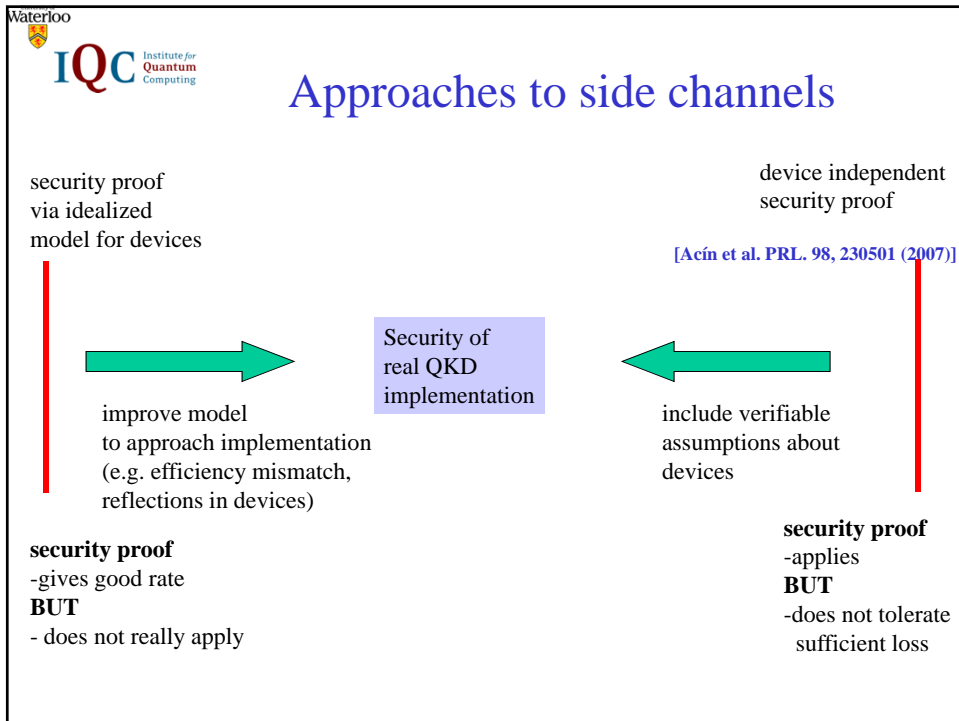 Waterloo
IQC
Institute for
Quantum
Computing
Approaches to side channels
security proof
via idealized
model for devices
device independent
security proof
[Acín et al. PRL. 98, 230501 (2007)]
Security of
real QKD
implementation
improve model
to approach implementation
(e.g. efficiency mismatch,
reflections in devices)
include verifiable
assumptions about
devices
security proof
-gives good rate
BUT
- does not really apply
security proof
-applies
BUT
-does not tolerate
sufficient loss